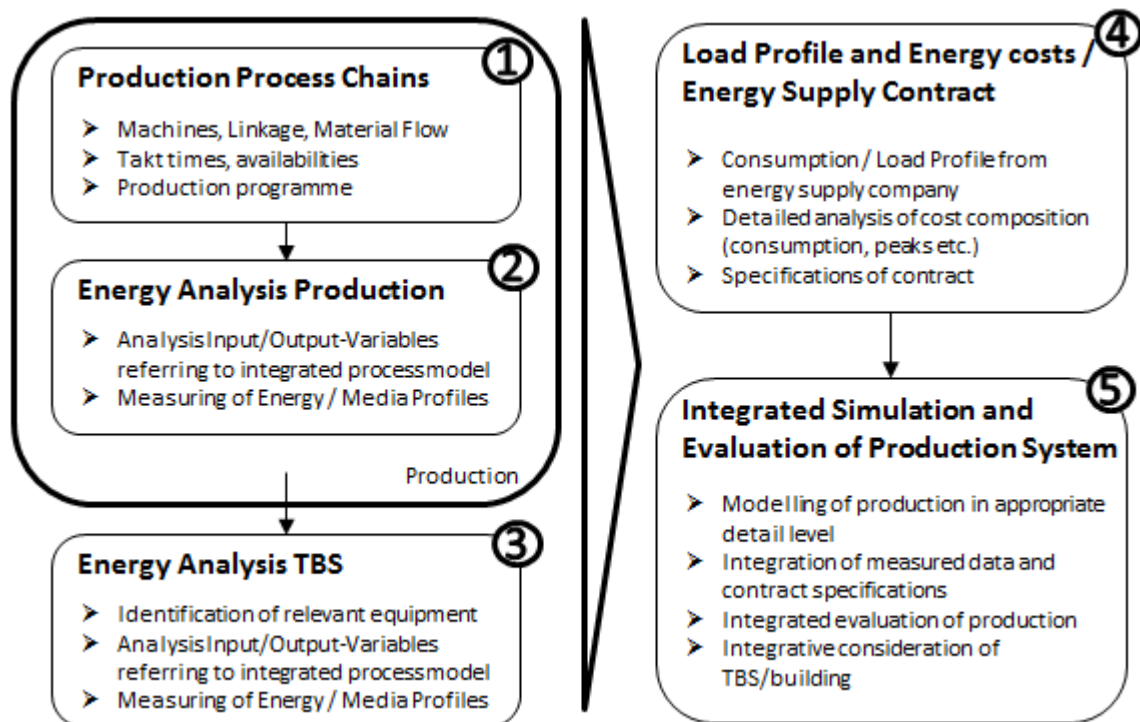 1
Production Process Chains
➤ Machines, Linkage, Material Flow
➤ Takt times, availabilities
➤ Production programme
2
Energy Analysis Production
➤ Analysis Input/Output-Variables
referring to integrated processmodel
➤ Measuring of Energy / Media Profiles
Production
3
Energy Analysis TBS
➤ Identification of relevant equipment
➤ Analysis Input/Output-Variables
referring to integrated processmodel
➤ Measuring of Energy / Media Profiles
4
Load Profile and Energy costs /
Energy Supply Contract
➤ Consumption / Load Profile from
energy supply company
➤ Detailed analysis of cost composition
(consumption, peaks etc.)
➤ Specifications of contract
5
Integrated Simulation and
Evaluation of Production System
➤ Modelling of production in appropriate
detail level
➤ Integration of measured data and
contract specifications
➤ Integrated evaluation of production
➤ Integrative consideration of
TBS/building